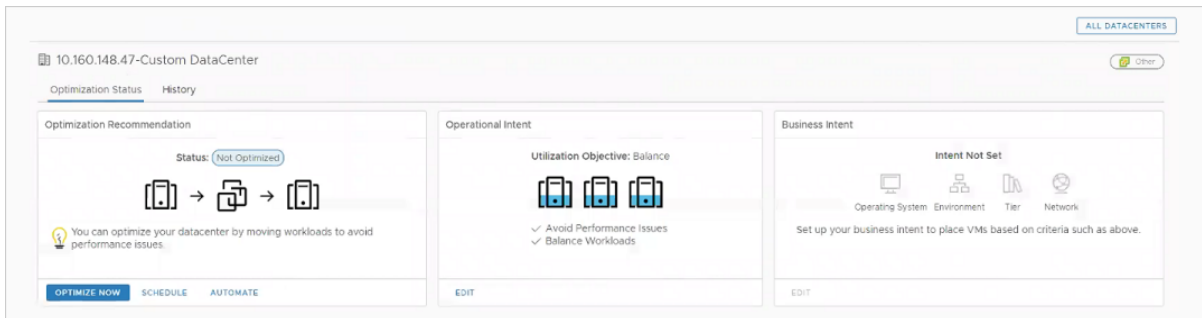 ALL DATACENTERS
10.160.148.47-Custom DataCenter
Other
Optimization Status History
Optimization Recommendation
Status: Not Optimized
You can optimize your datacenter by moving workloads to avoid
performance issues.
OPTIMIZE NOW SCHEDULE AUTOMATE
Operational Intent
Utilization Objective: Balance
Avoid Performance Issues
Balance Workloads
EDIT
Business Intent
Intent Not Set
Operating System Environment Tier Network
Set up your business intent to place VMs based on criteria such as above.
EDIT